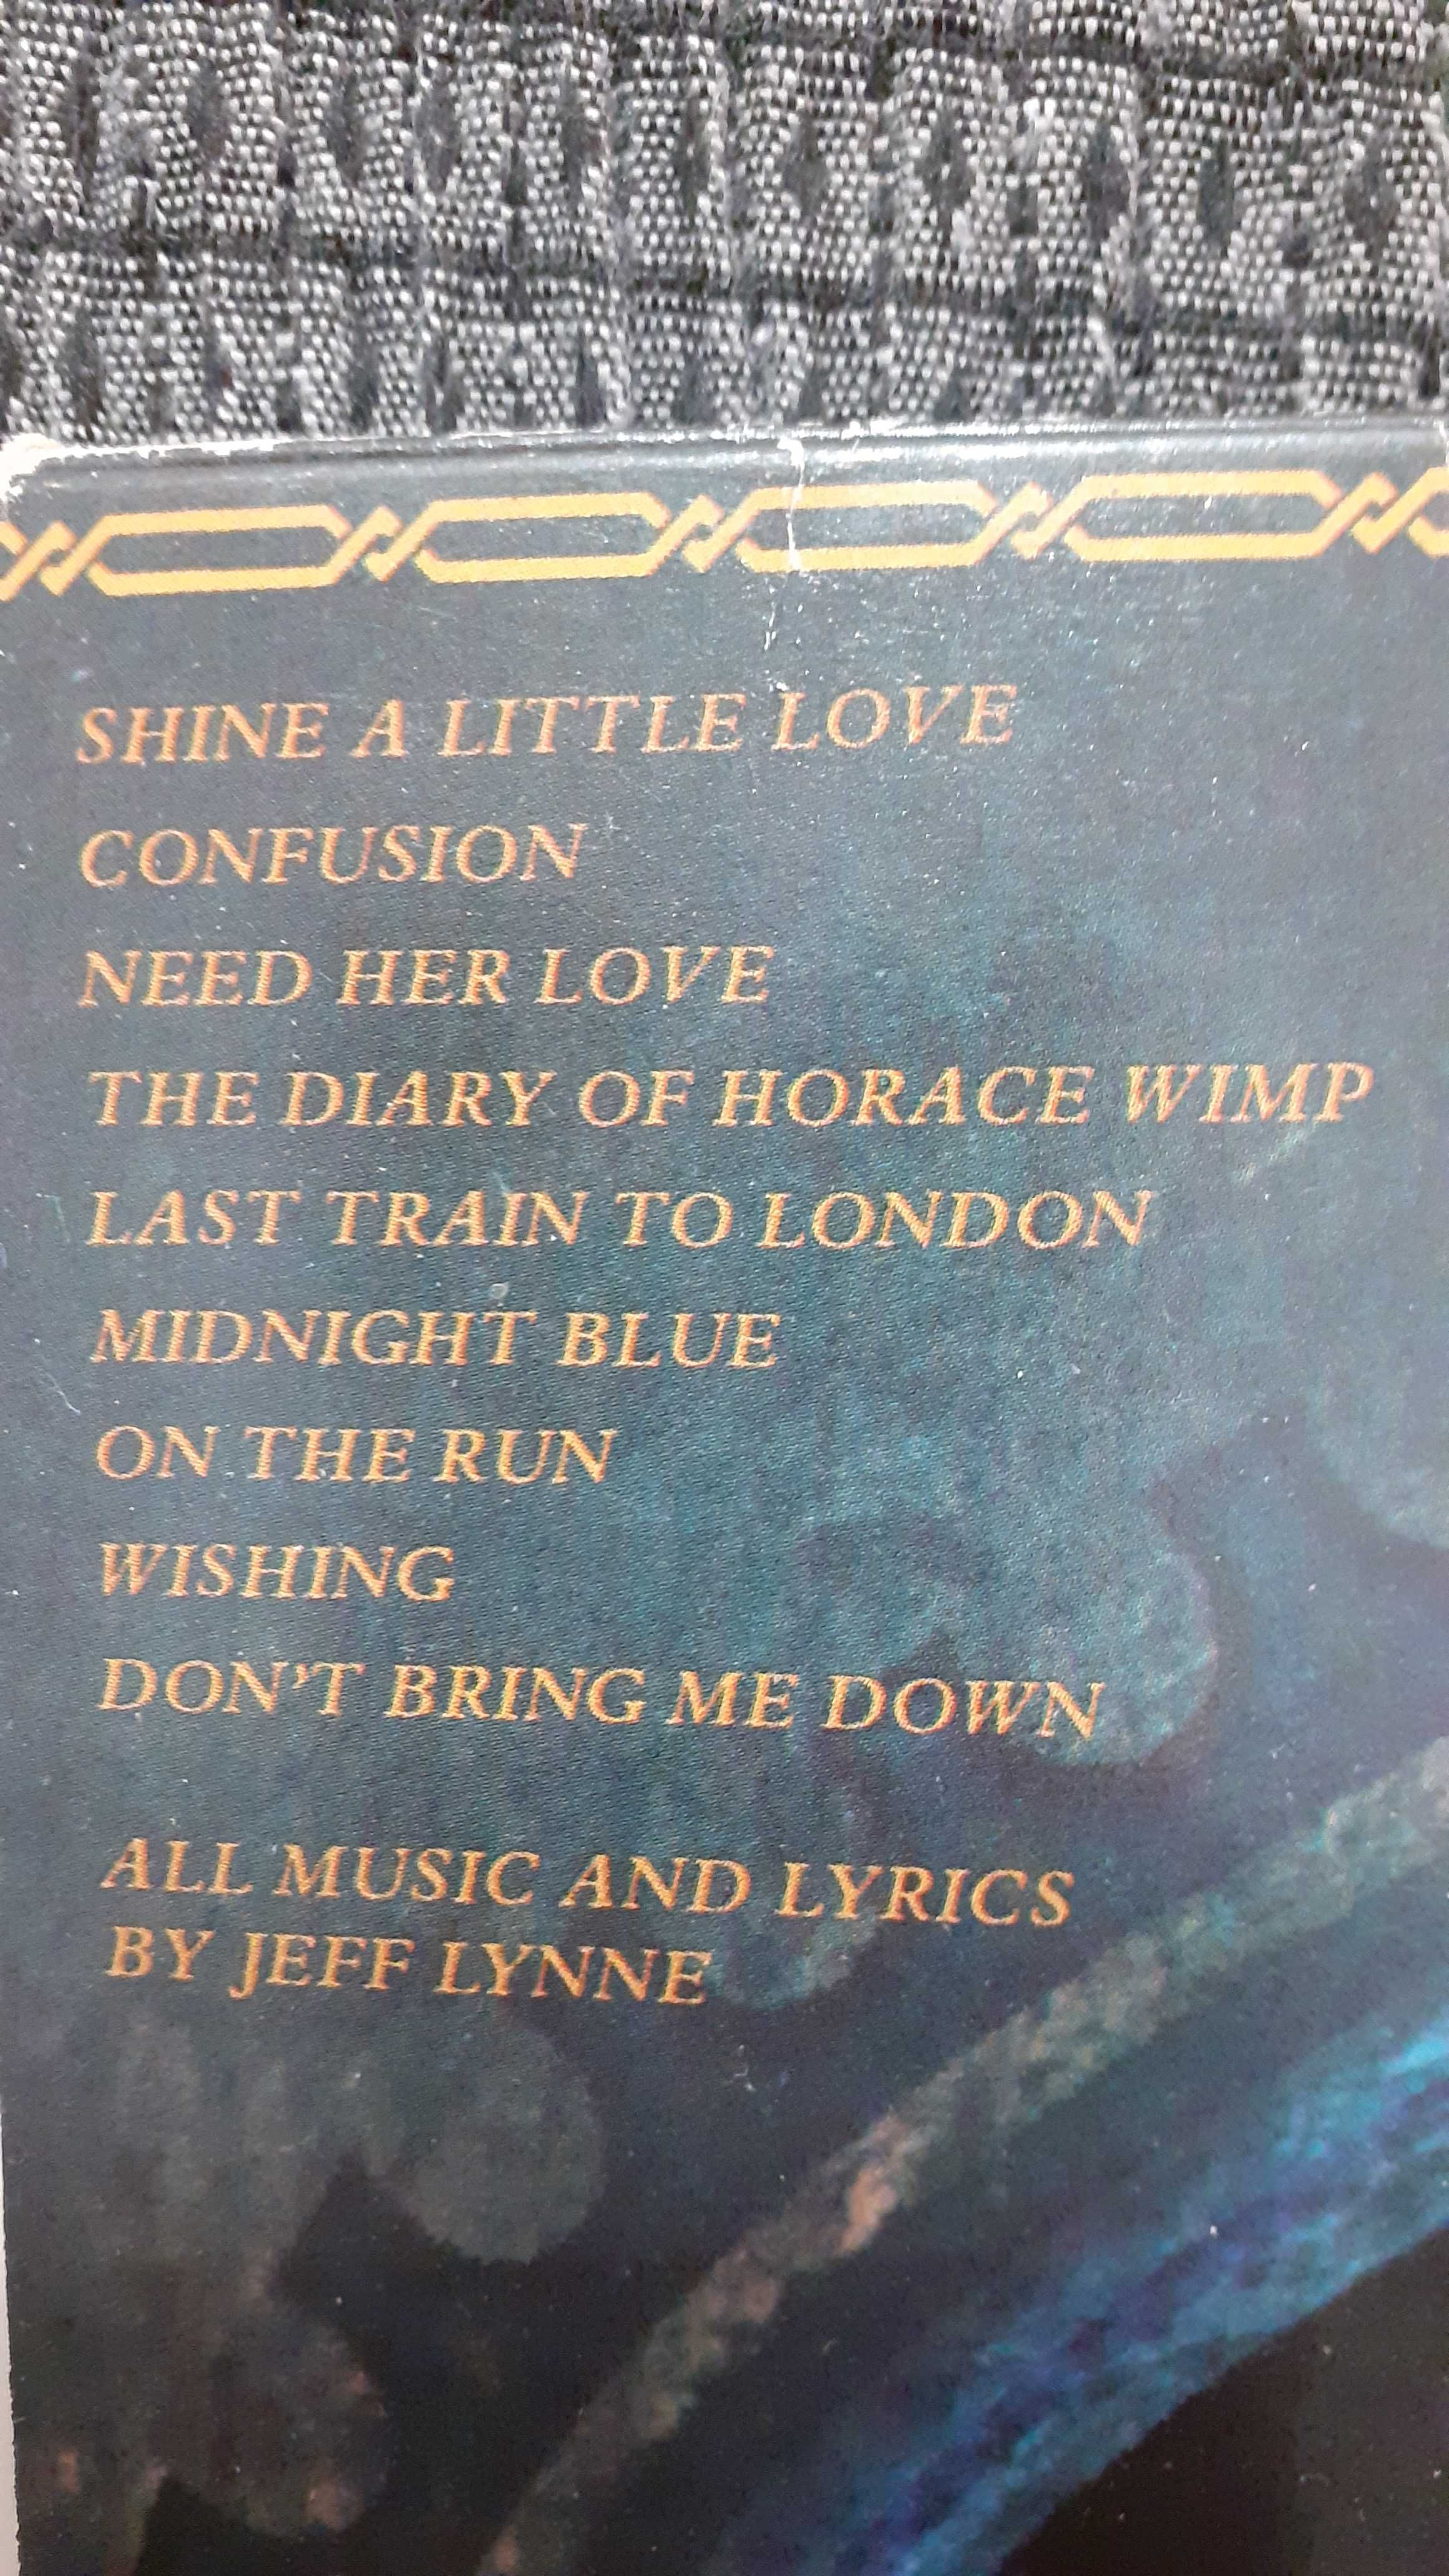 SHINE A LITTLE LOVE
CONFUSION
NEED HER LOVE
THE DIARY OF HORACE WIMP
LAST TRAIN TO LONDON
MIDNIGHT BLUE
ON THE RUN
WISHING
DON'T BRING ME DOWN
ALL MUSIC AND LYRICS
BY JEFF LYNNE